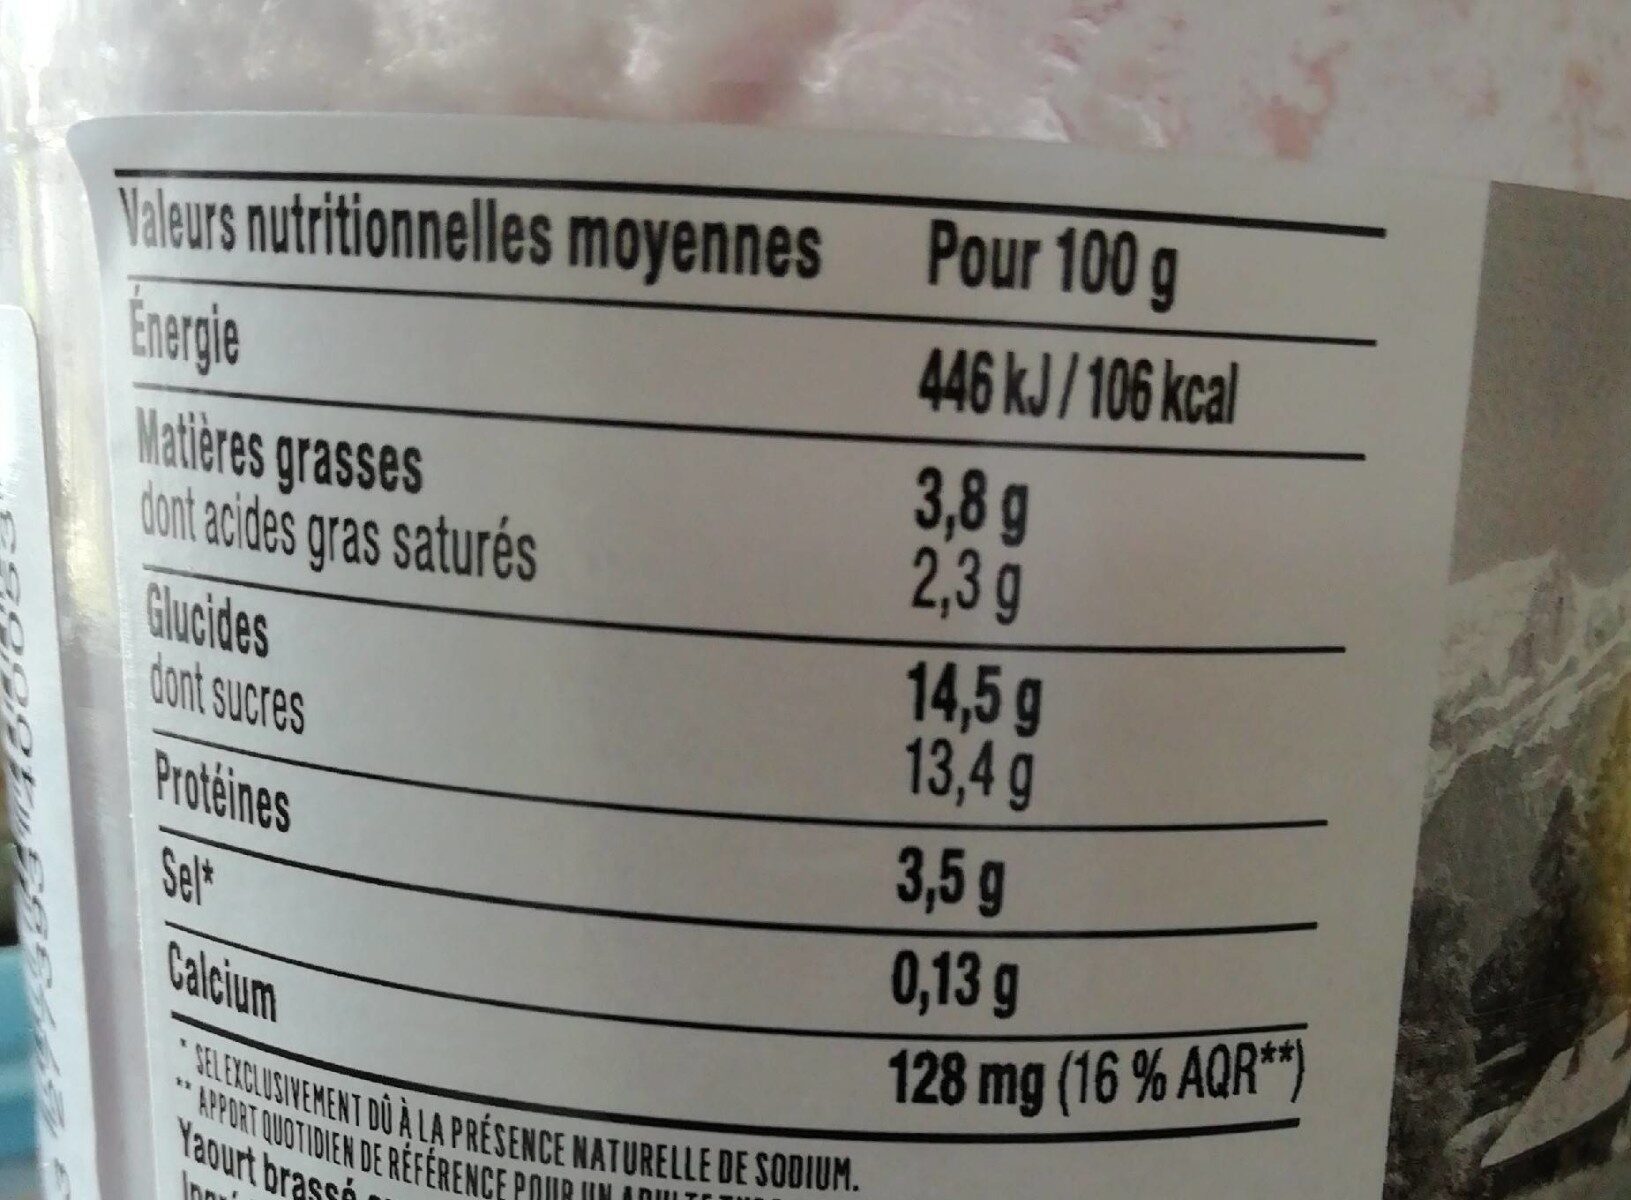 Valeurs nutritionnelles moyennes Pour 100 g
Énergie 446 kJ / 106 kcal
Matières grasses 3,8 g
dont acides gras saturés 2,3 g
Glucides 14,5 g
dont sucres 13,4 g
Protéines 3,5 g
Sel* 0,13 g
Calcium 128 mg (16 % AQR**)
* SEL EXCLUSIVEMENT DÛ À LA PRÉSENCE NATURELLE DE SODIUM.
** APPORT QUOTIDIEN DE RÉFÉRENCE POUR UN
Yaourt brassé